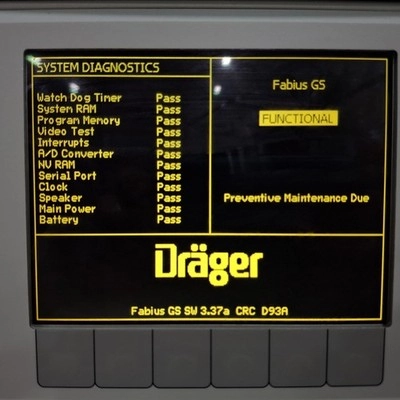 SYSTEM DIAGNOSTICS
Watch Dog Timer Pass
System RAM Pass
Program Memory Pass
Video Test Pass
Interrupts Pass
A/D Converter Pass
NV RAM Pass
Serial Port Pass
Clock Pass
Speaker Pass
Main Power Pass
Battery Pass
Fabius GS
FUNCTIONAL
Preventive Maintenance Due
Dräger
Fabius GS SW 3.37a CRC D93A